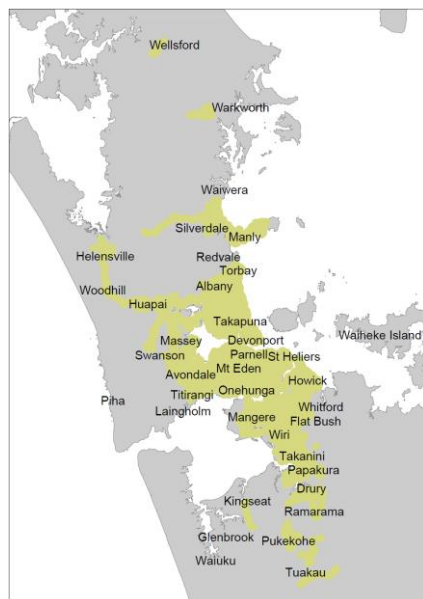 Wellsford
Warkworth
Waiwera
Silverdale
Manly
Redvale
Helensville
Torbay
Albany
Woodhill
Huapai
Takapuna
Massey
Devonport
Waiheke Island
Swanson
Parnell
St Heliers
Mt Eden
Avondale
Howick
Onehunga
Titirangi
Piha
Laingholm
Whitford
Mangere
Flat Bush
Wiri
Takanini
Papakura
Drury
Kingseat
Ramarama
Glenbrook
Pukekohe
Waiuku
Tuakau